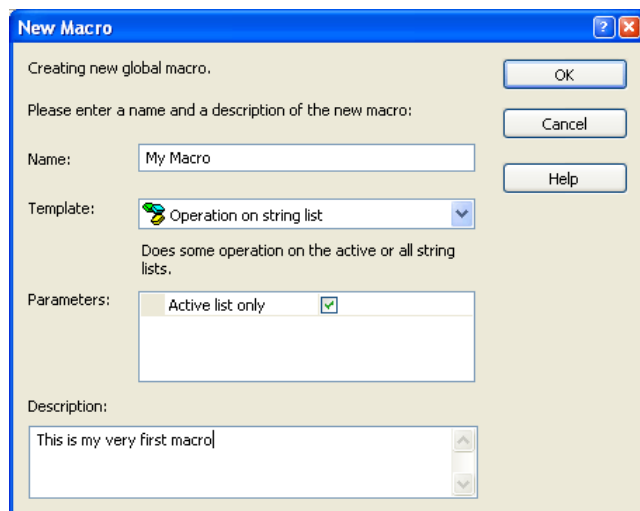 New Macro
Creating new global macro.
OK
Please enter a name and a description of the new macro:
Cancel
Name:
My Macro
Help
Template:
Operation on string list
Does some operation on the active or all string
lists.
Parameters:
Active list only
Description:
This is my very first macro